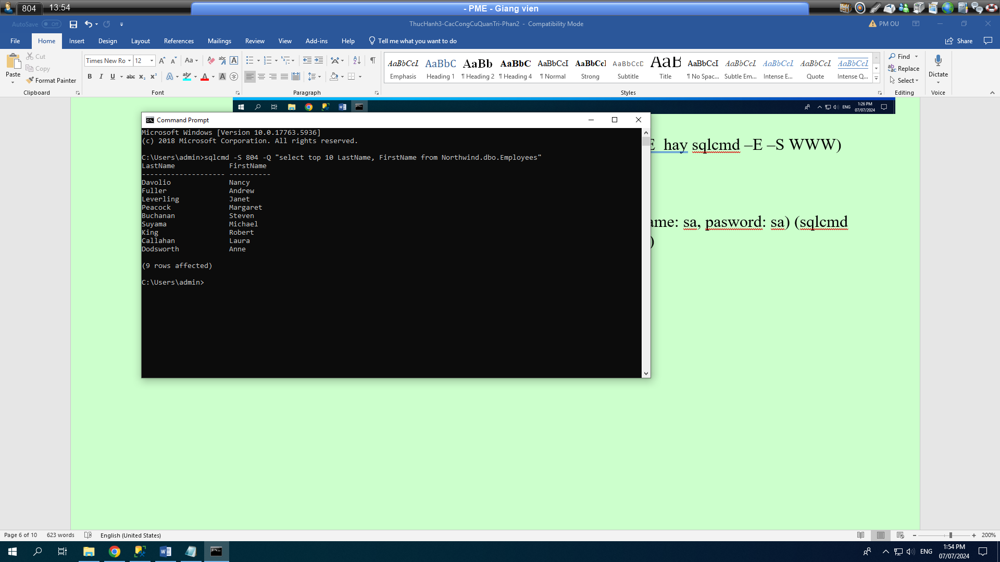 804 13:54 - PME - Giang vien
AutoSave Off ThucHanh3-CacCongCuQuanTri-Phan2 - Compatibility Mode PM OU
File Home Insert Design Layout References Mailings Review View Add-ins Help Tell me what you want to do Share
Paste Cut Copy Format Painter Clipboard
Times New Ro 12 Font
Paragraph
AaBbCcL AaBbC AaBb AaBbC AaBbCcI AaBbCcI AaBbCcD AaB AaBbCcI AaBbCcL AaBbCcL AaBbCcL AaBbCcL
Emphasis Heading 1 ¶ Heading 2 ¶ Heading 4 ¶ Normal Strong Subtitle Title ¶ No Spac... Subtle Em... Intense E... Quote Intense Q...
Styles
Find Replace Select Editing
Dictate Voice
ENG 1:26 PM 07/07/2024
Command Prompt
Microsoft Windows [Version 10.0.17763.5936]
(c) 2018 Microsoft Corporation. All rights reserved.
C:\Users\admin>sqlcmd -S 804 -Q "select top 10 LastName, FirstName from Northwind.dbo.Employees"
LastName FirstName
-------------------- ----------
Davolio Nancy
Fuller Andrew
Leverling Janet
Peacock Margaret
Buchanan Steven
Suyama Michael
King Robert
Callahan Laura
Dodsworth Anne
(9 rows affected)
C:\Users\admin>
E hay sqlcmd –E –S WWW)
ame: sa, pasword: sa) (sqlcmd
)
Page 6 of 10 623 words English (United States) 200%
ENG 1:54 PM
07/07/2024